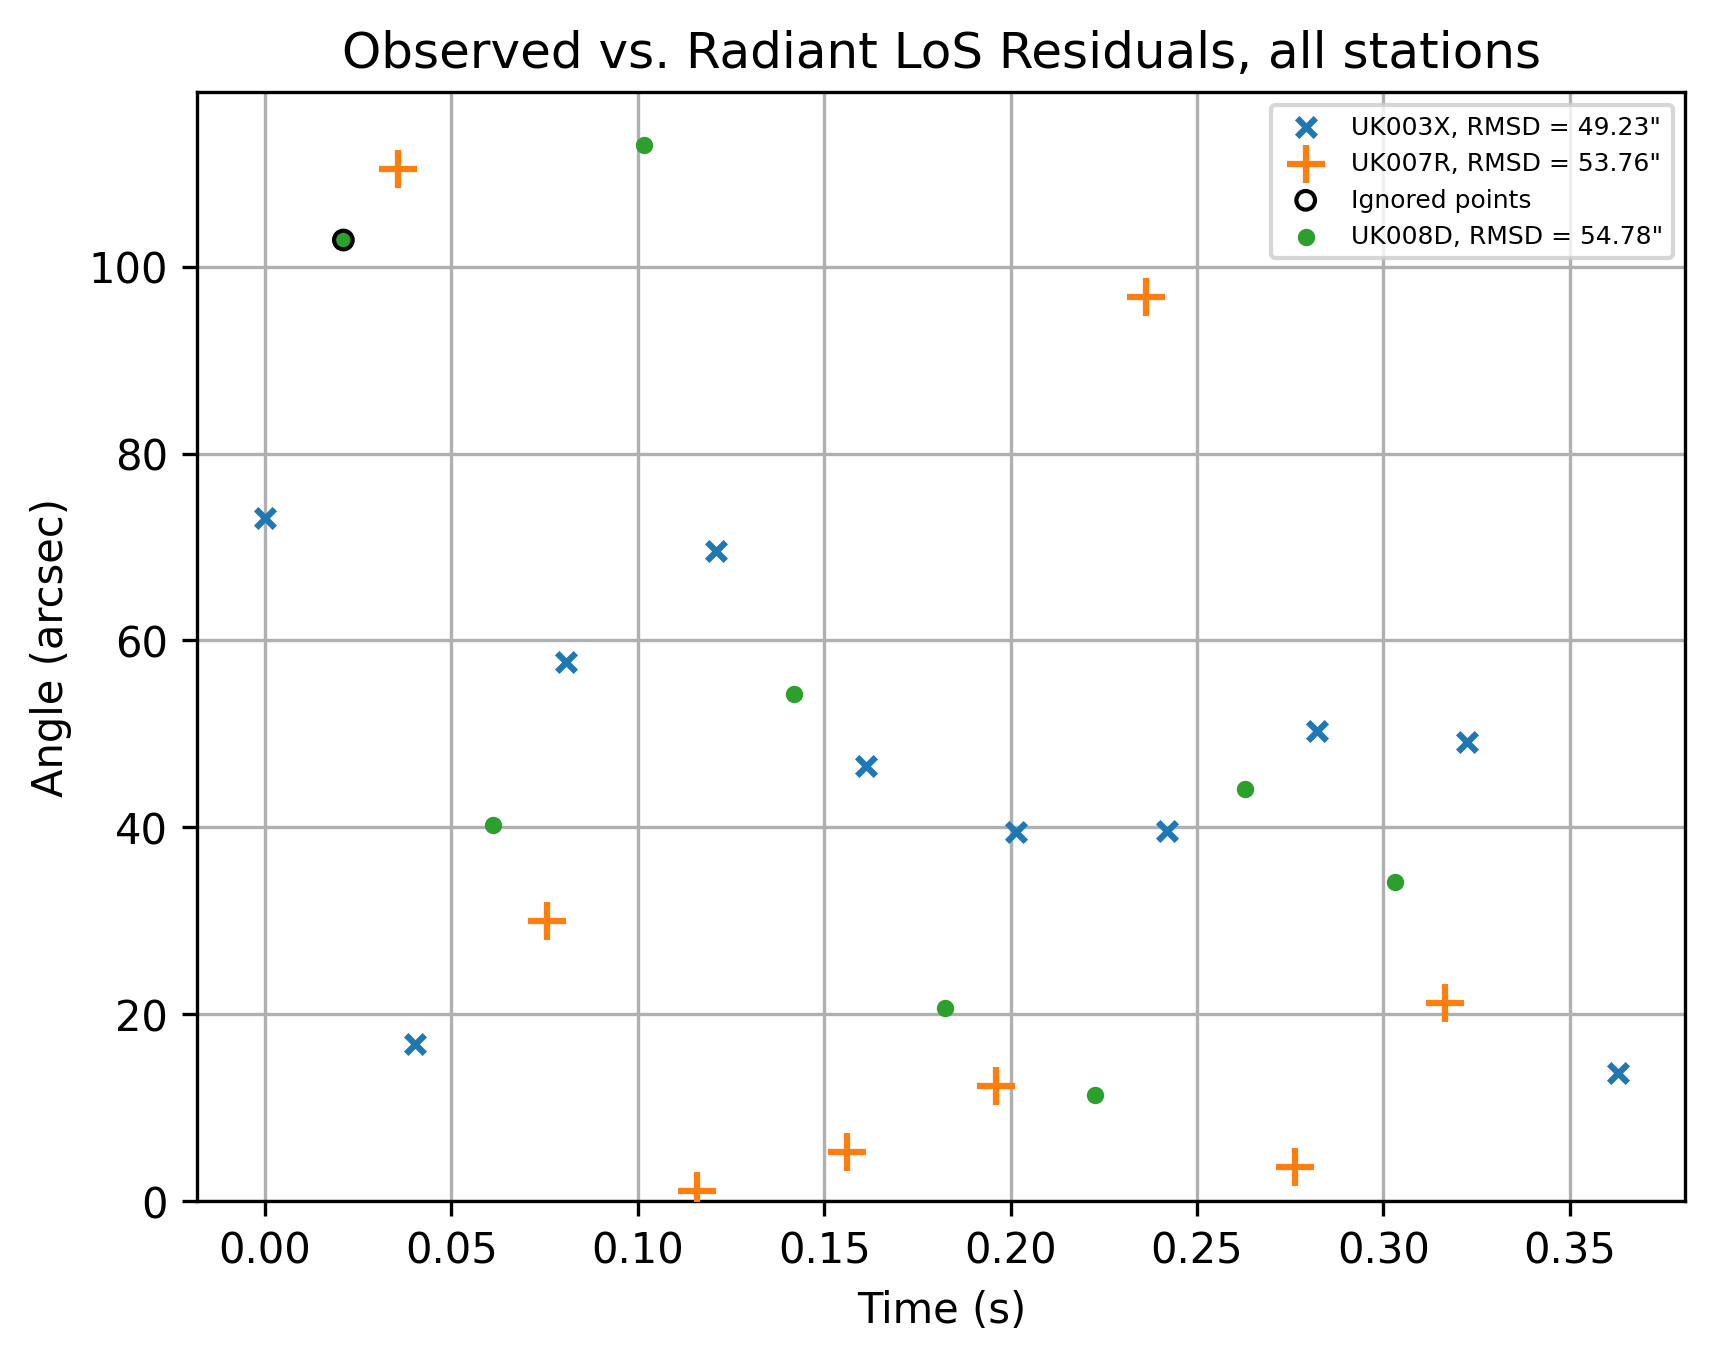 Observed vs. Radiant LoS Residuals, all stations
UK003X, RMSD = 49.23"
UK007R, RMSD = 53.76"
Ignored points
UK008D, RMSD = 54.78"
Angle (arcsec)
100
80
60
40
20
0
0.00 0.05 0.10 0.15 0.20 0.25 0.30 0.35
Time (s)